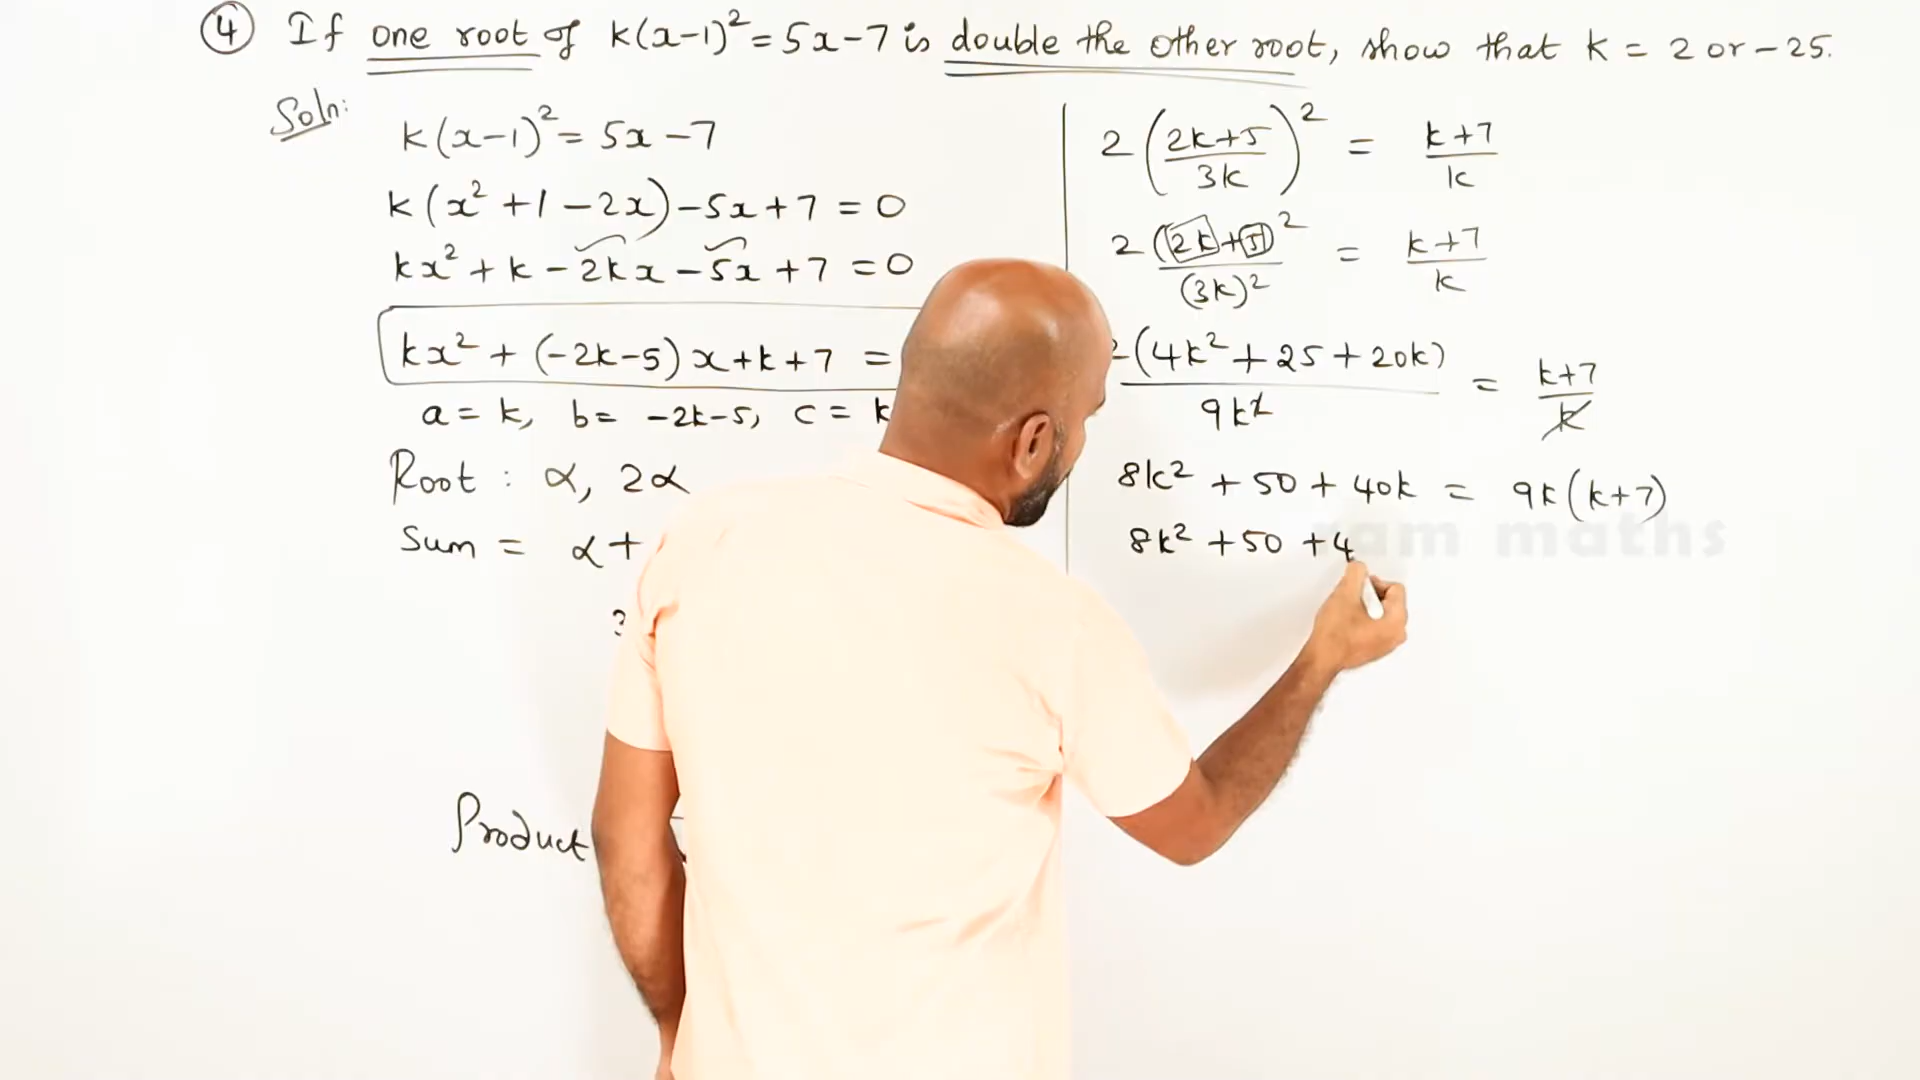 ④ If one root of k(x-1)² = 5x-7 is double the other root, show that k = 2 or -25.
Soln:
k(x-1)² = 5x-7
k(x² +1 -2x) -5x+7 = 0
kx² + k - 2kx - 5x + 7 = 0
kx² + (-2k-5)x + k + 7 =
a = k, b = -2k-5, c = k
Root : α, 2α
Sum = α +
Product
2((2k+5)/3k)² = (k+7)/k
2(2k+5)²/(3k)² = (k+7)/k
(4k² + 25 + 20k)/9k² = (k+7)/k
8k² + 50 + 40k = 9k(k+7)
8k² + 50 + 4
ram maths